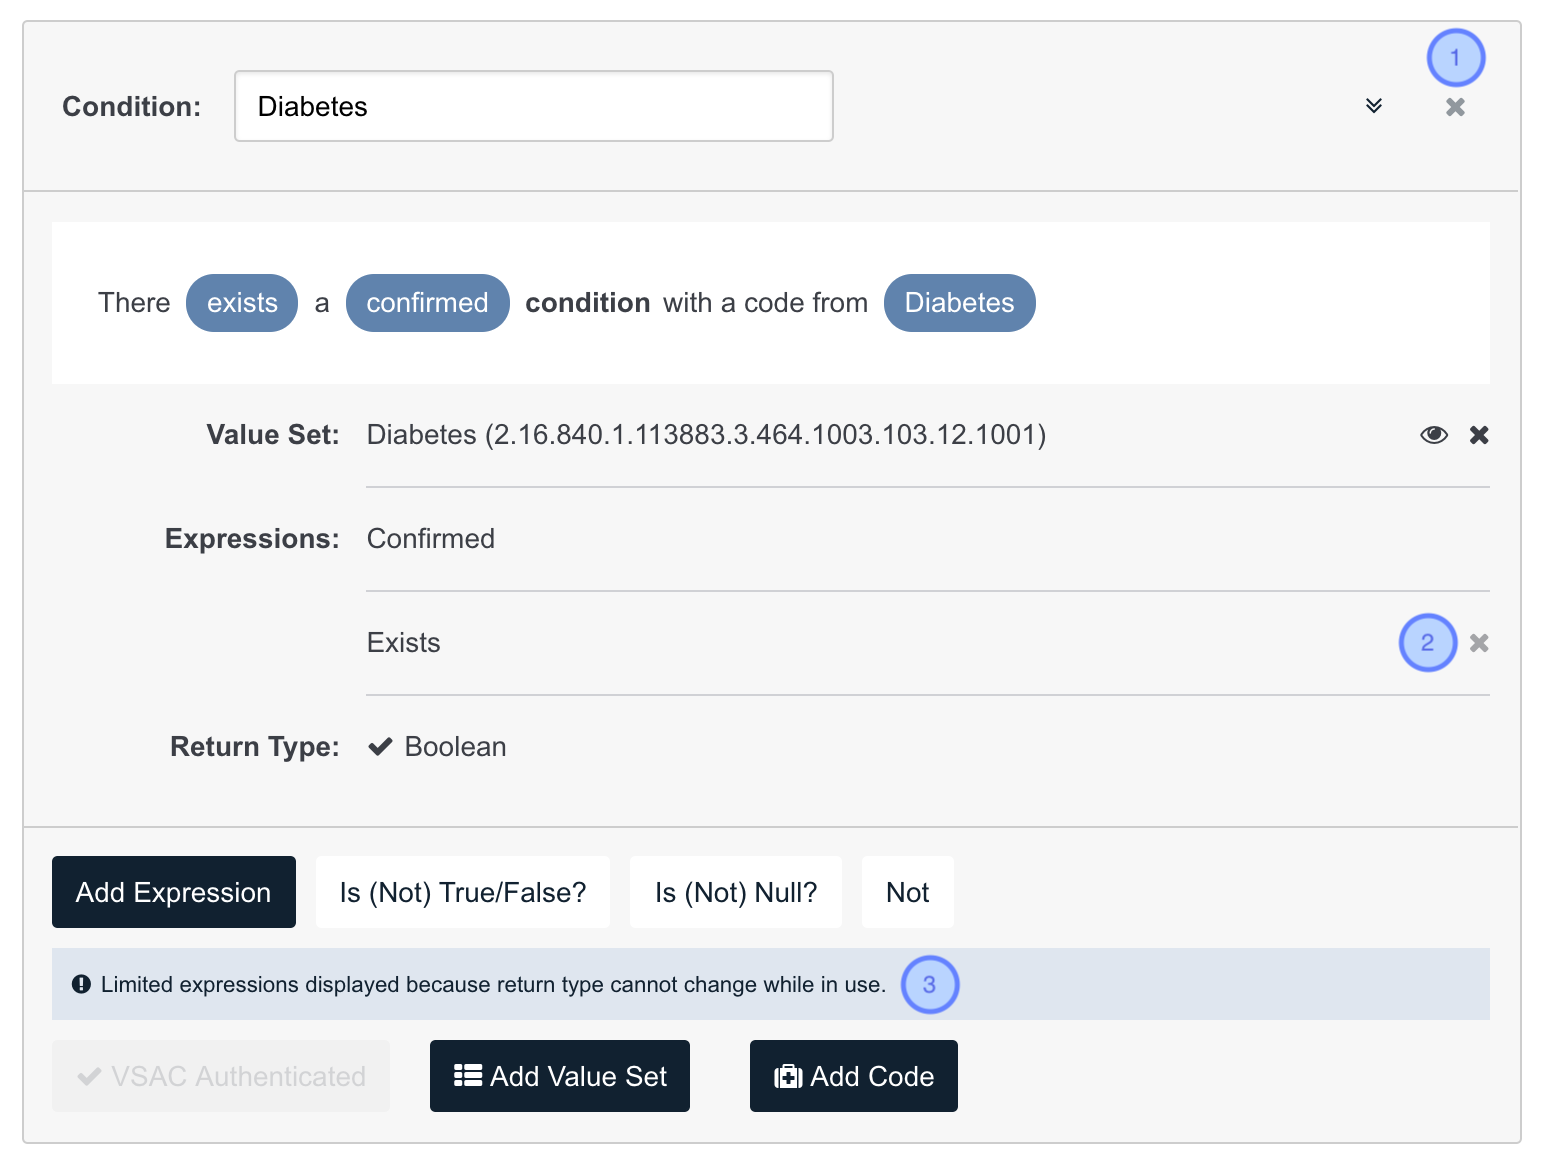 1
Condition: Diabetes
There exists a confirmed condition with a code from Diabetes
Value Set: Diabetes (2.16.840.1.113883.3.464.1003.103.12.1001)
Expressions: Confirmed
Exists 2
Return Type: Boolean
Add Expression Is (Not) True/False? Is (Not) Null? Not
Limited expressions displayed because return type cannot change while in use. 3
VSAC Authenticated Add Value Set Add Code